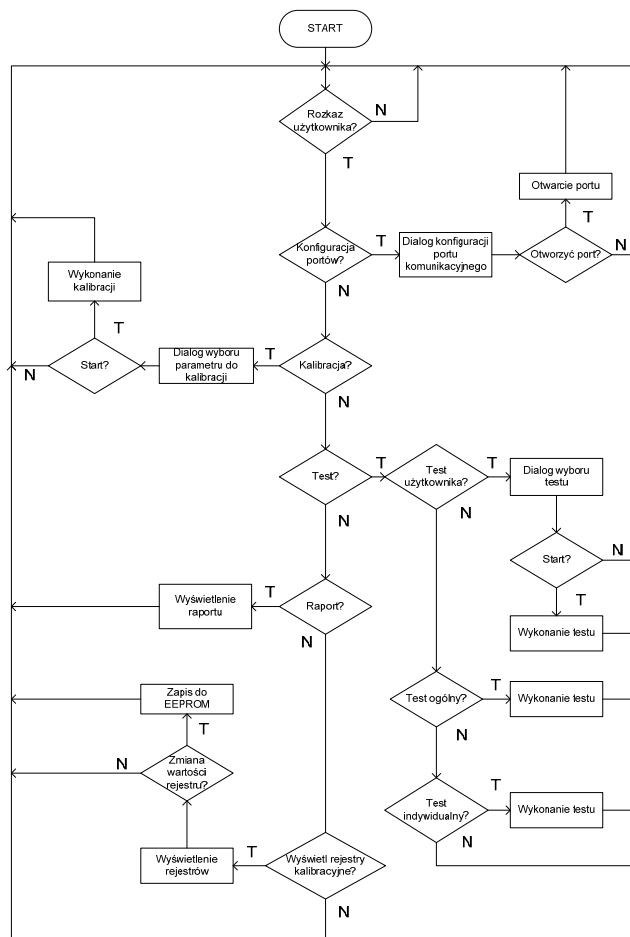 START
Rozkaz
użytkownika?
N
T
Otwarcie portu
T
Konfiguracja
portów?
T
Dialog konfiguracji
portu
komunikacyjnego
Otworzyć port?
N
N
Wykonanie
kalibracji
T
Start?
N
Dialog wyboru
parametru do
kalibracji
T
Kalibracja?
N
Test?
T
N
Test
użytkownika?
T
N
Dialog wyboru
testu
Start?
N
T
Wykonanie testu
Wyświetlenie
raportu
T
Raport?
N
Test ogólny?
T
N
Wykonanie testu
Zapis do
EEPROM
T
Zmiana
wartości
rejestru?
N
Test
indywidualny?
T
N
Wykonanie testu
Wyświetlenie
rejestrów
T
Wyświetl rejestry
kalibracyjne?
N